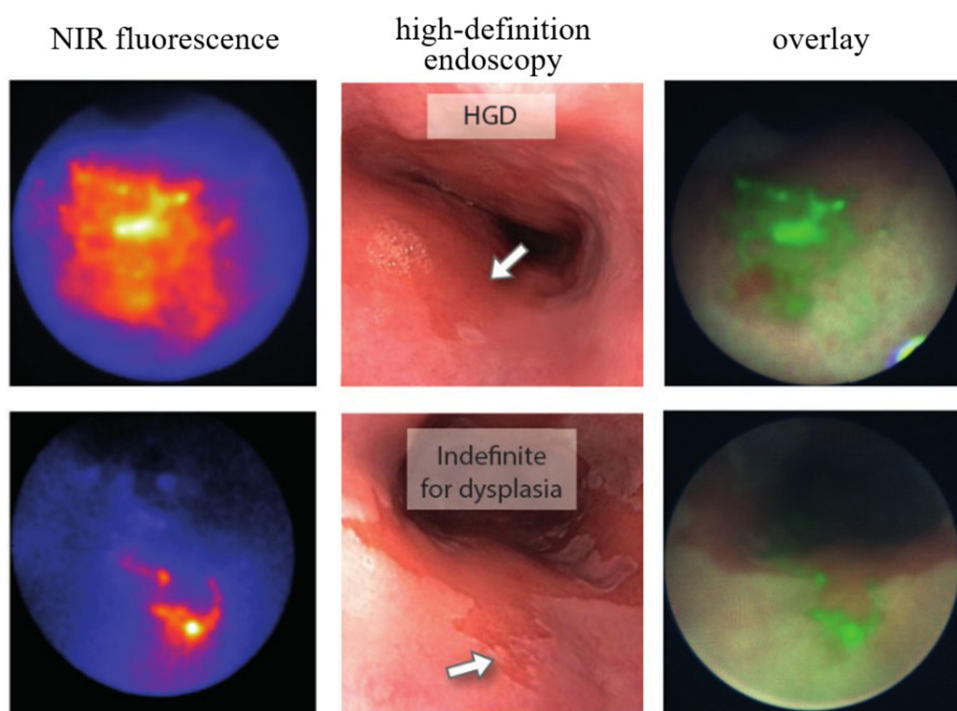 NIR fluorescence
high-definition
endoscopy
overlay
HGD
Indefinite
for dysplasia